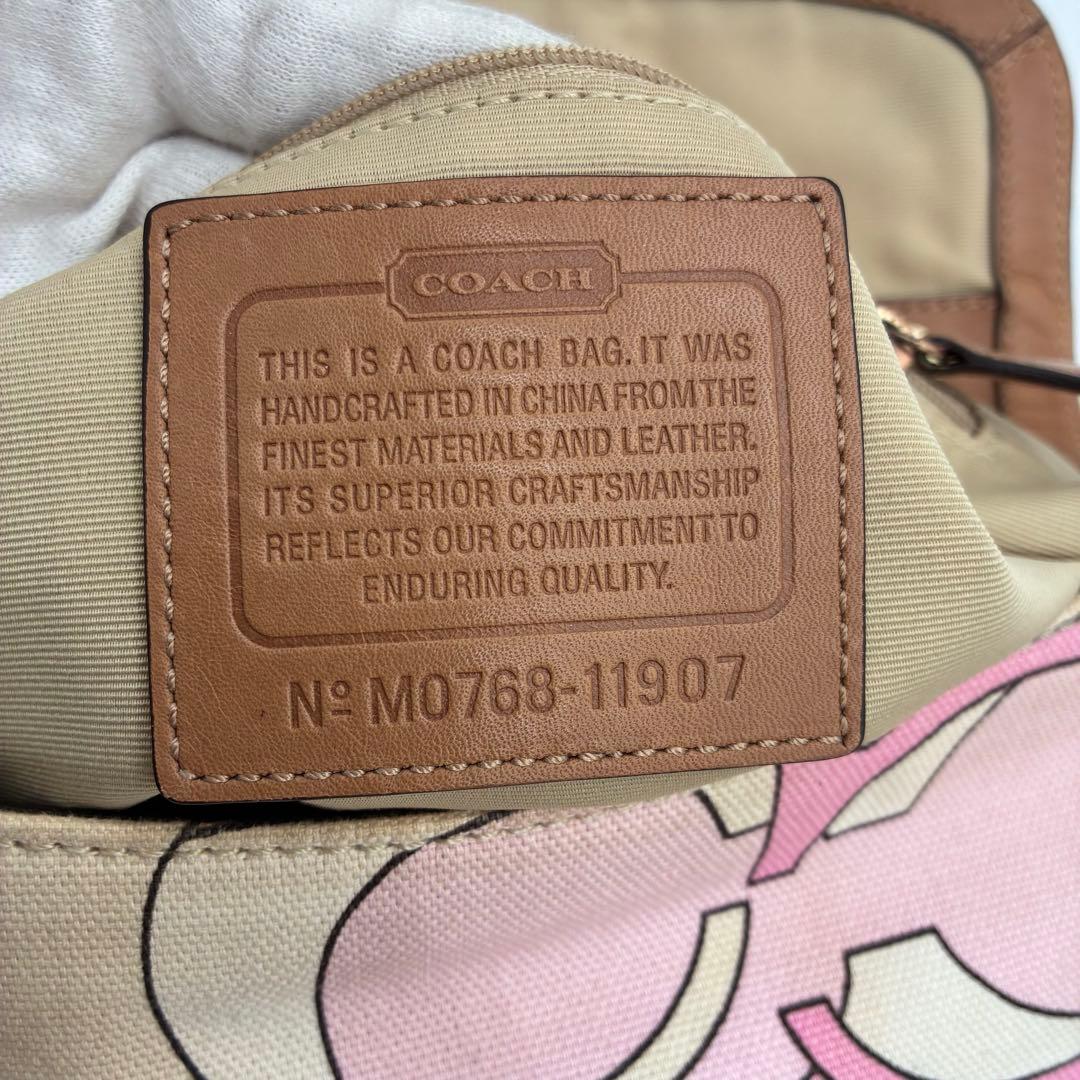 COACH
THIS IS A COACH BAG. IT WAS
HANDCRAFTED IN CHINA FROM THE
FINEST MATERIALS AND LEATHER.
ITS SUPERIOR CRAFTSMANSHIP
REFLECTS OUR COMMITMENT TO
ENDURING QUALITY.
Nº M0768-11907